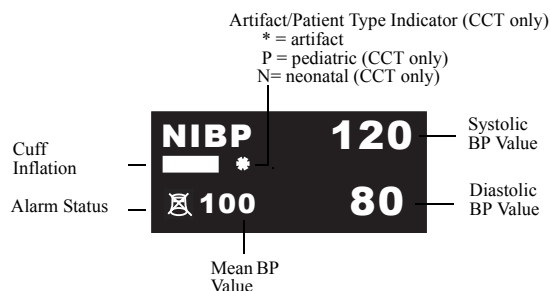 Artifact/Patient Type Indicator (CCT only)
* = artifact
P = pediatric (CCT only)
N= neonatal (CCT only)
Cuff
Inflation
NIBP
120
Systolic
BP Value
*
Alarm Status
100
80
Diastolic
BP Value
Mean BP
Value